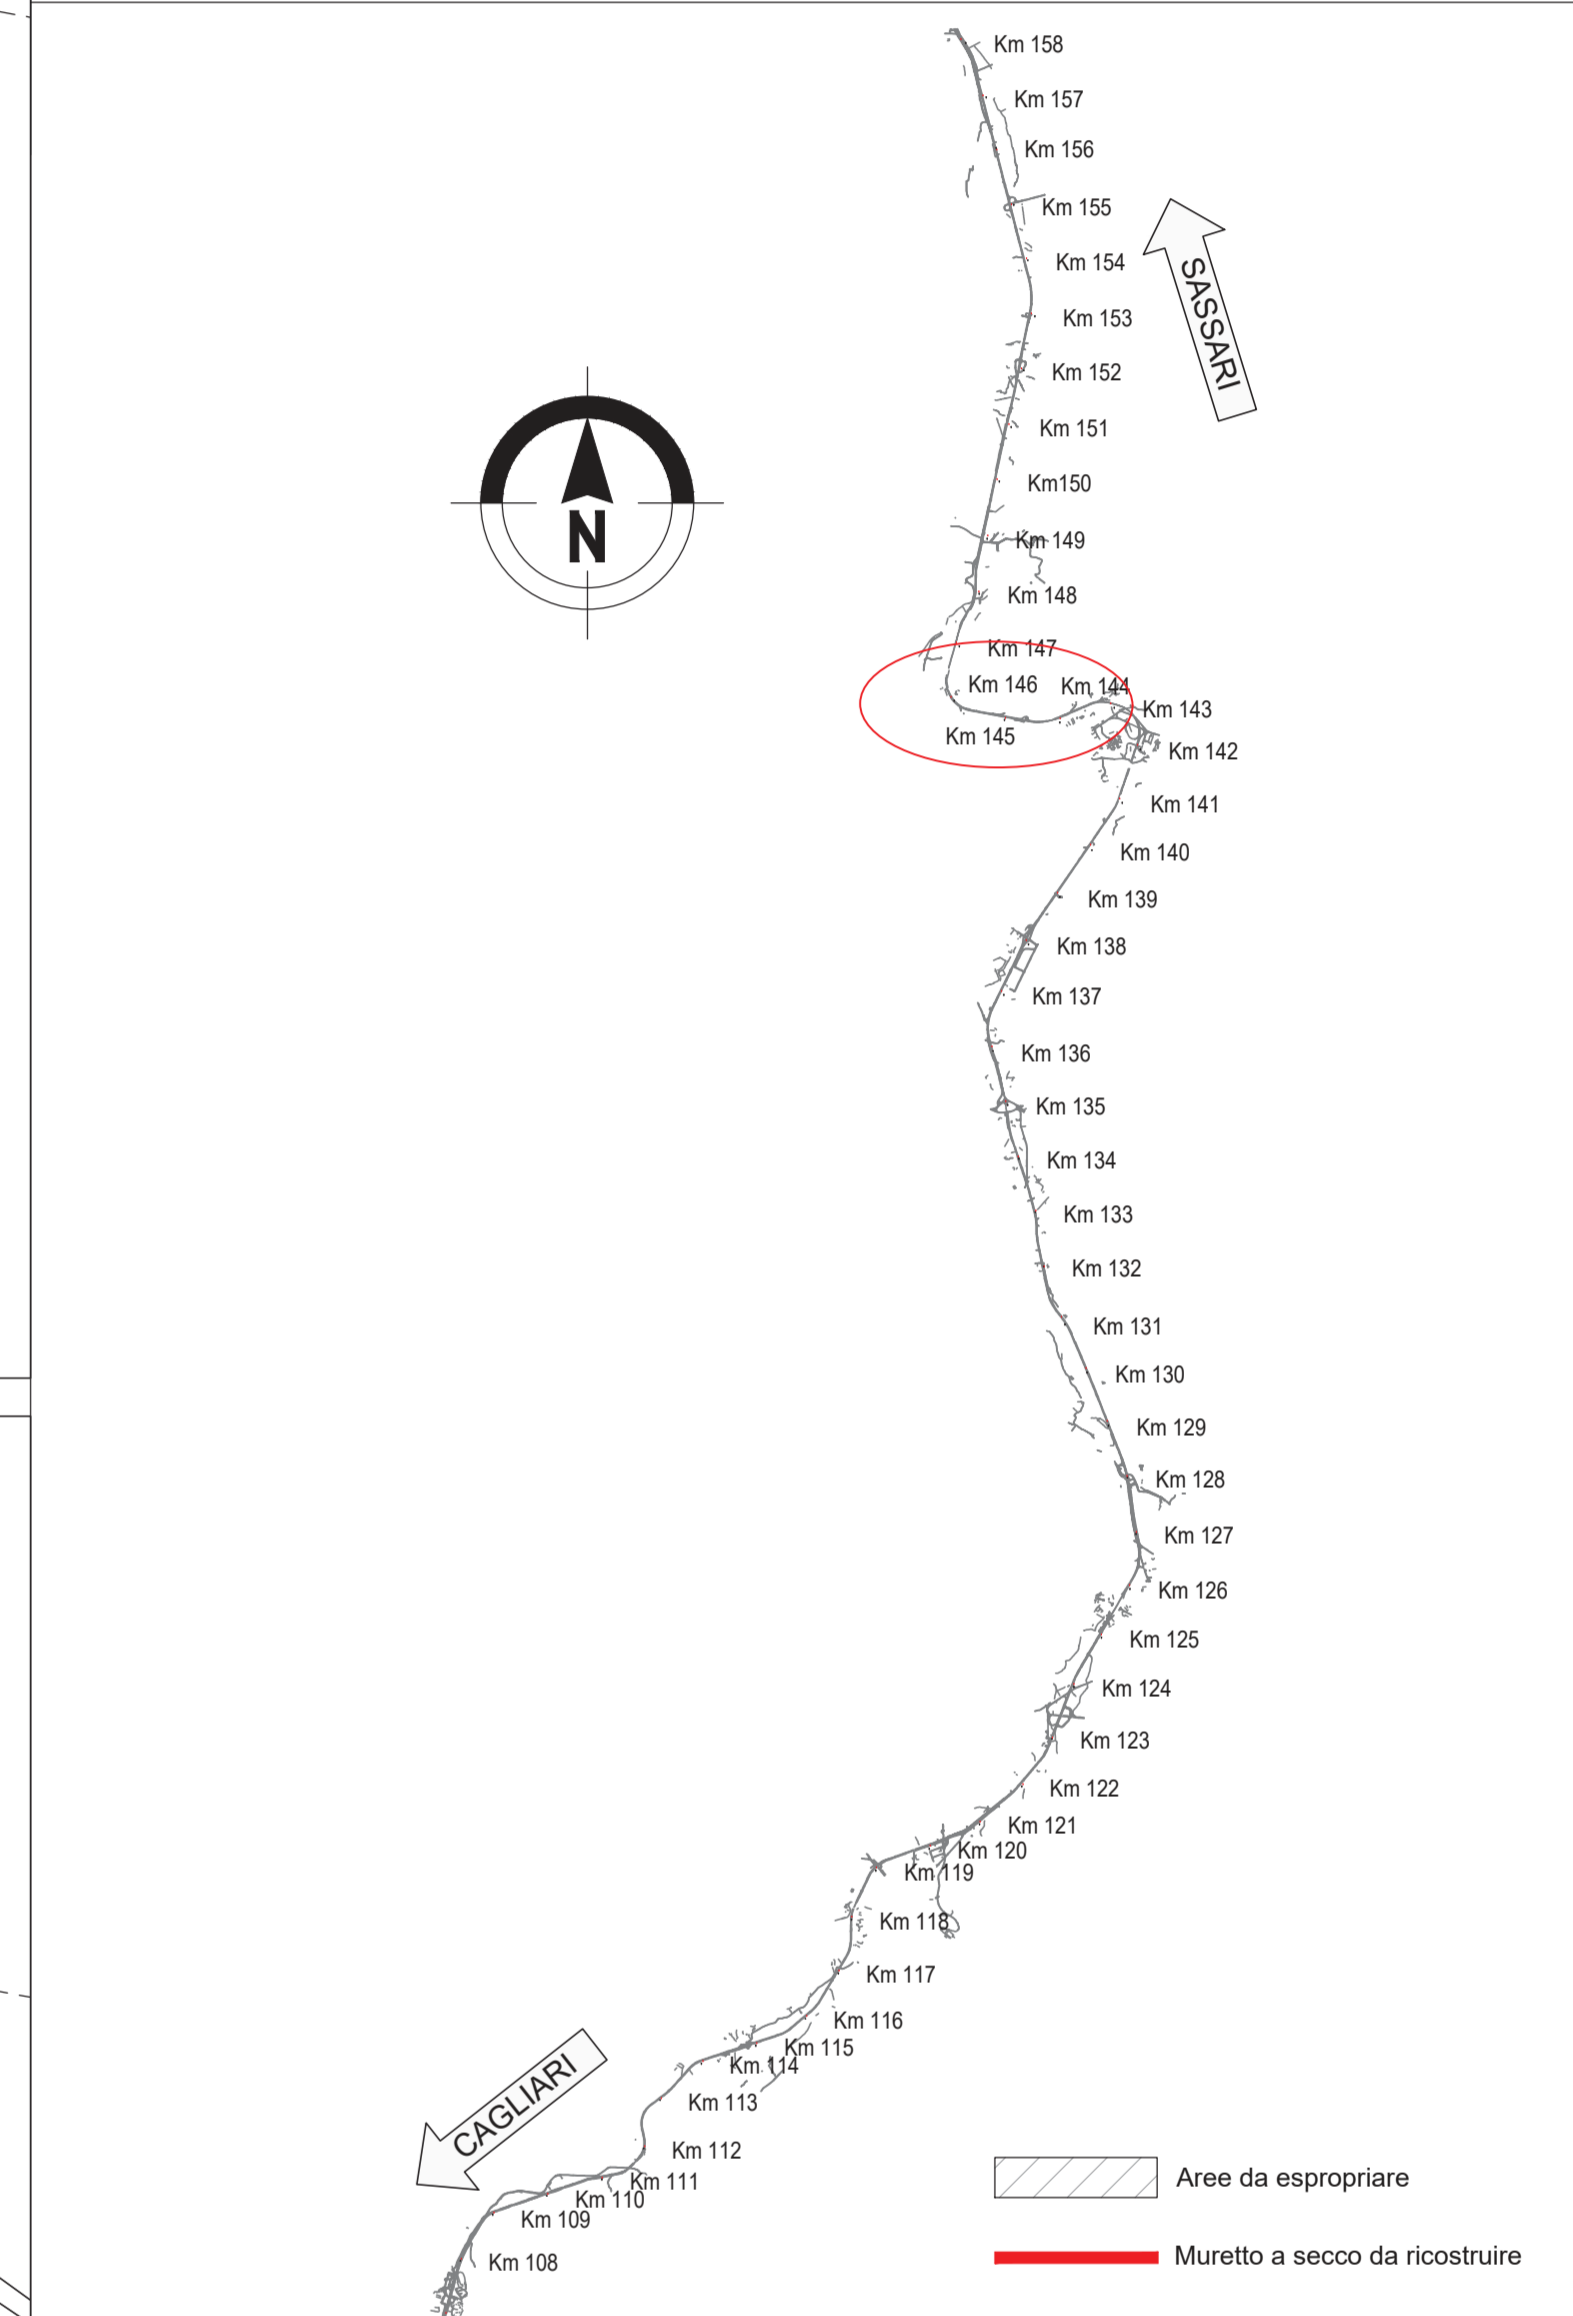 Km 158
Km 157
Km 156
Km 155
Km 154
SASSARI
Km 153
Km 152
Km 151
Km150
N
Km 149
Km 148
Km 147
Km 146
Km 144
Km 143
Km 145
Km 142
Km 141
Km 140
Km 139
Km 138
Km 137
Km 136
Km 135
Km 134
Km 133
Km 132
Km 131
Km 130
Km 129
Km 128
Km 127
Km 126
Km 125
Km 124
Km 123
Km 122
Km 121
Km 120
Km 119
Km 118
Km 117
Km 116
Km 115
Km 114
Km 113
CAGLIARI
Km 112
Km 111
Km 110
Km 109
Km 108
Aree da espropriare
Muretto a secco da ricostruire